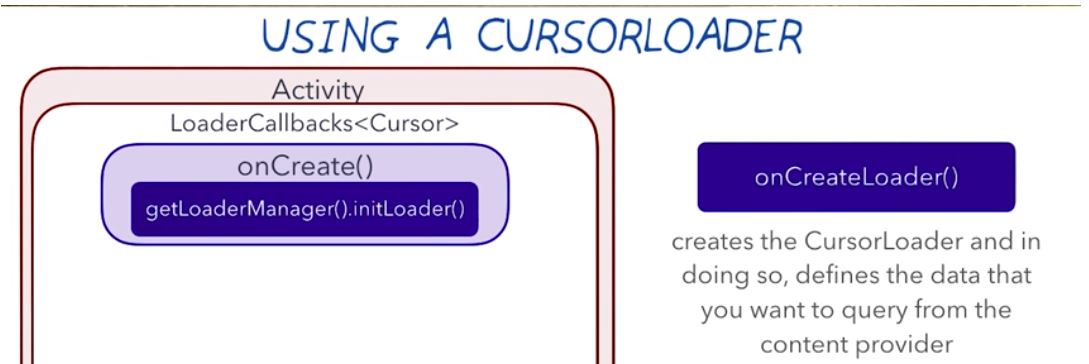 USING A CURSORLOADER
Activity
LoaderCallbacks<Cursor>
onCreate()
getLoaderManager().initLoader()
onCreateLoader()
creates the CursorLoader and in
doing so, defines the data that
you want to query from the
content provider